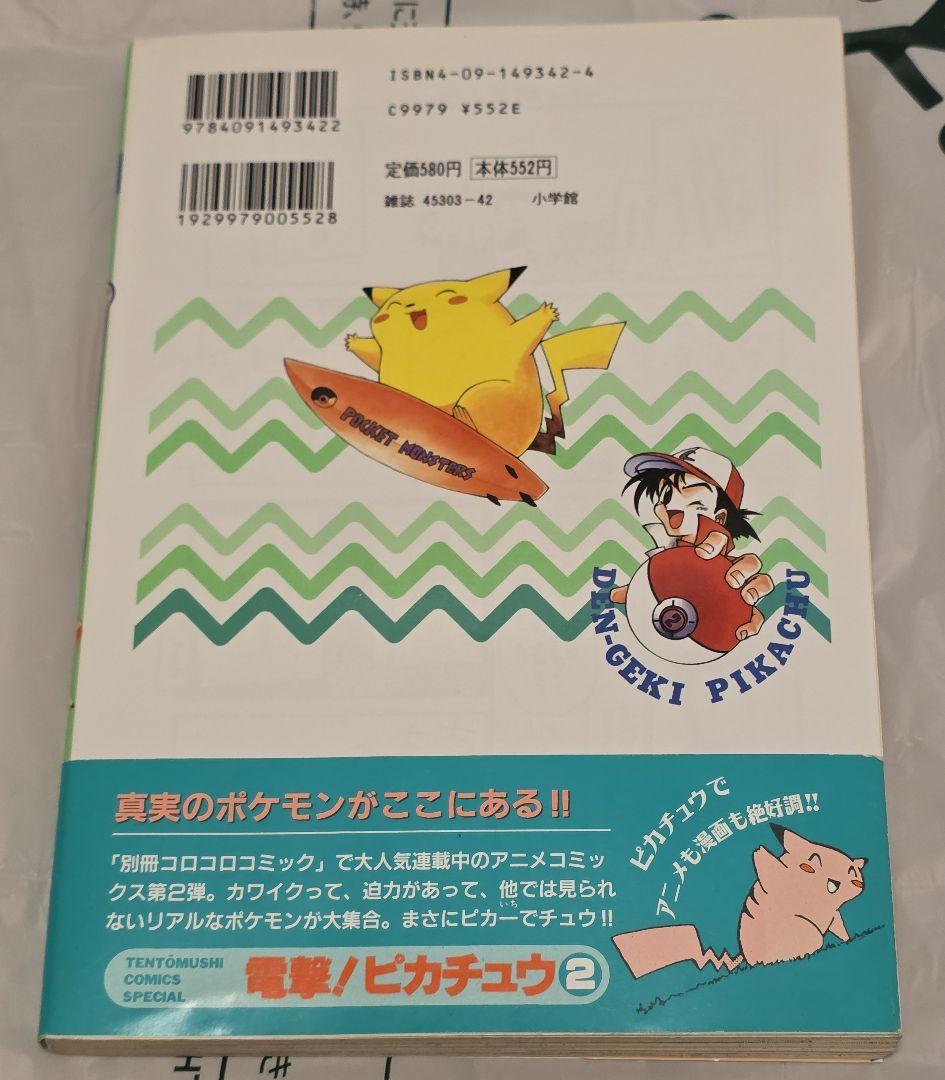 ISBN4-09-149342-4
C9979 ¥552E
9784091493422
定価580円 本体552円
雑誌 45303-42 小学館
1929979005528
POCKET MONSTERS
2
DEN-GEKI PIKACHU
真実のポケモンがここにある!!
「別冊コロコロコミック」で大人気連載中のアニメコミッ
クス第2弾。カワイクって、迫力があって、他では見られ
ないリアルなポケモンが大集合。まさにピカ一でチュウ!!
いち
ピカチュウで
アニメも漫画も絶好調!!
TENTŌMUSHI
COMICS
SPECIAL
電撃!ピカチュウ2